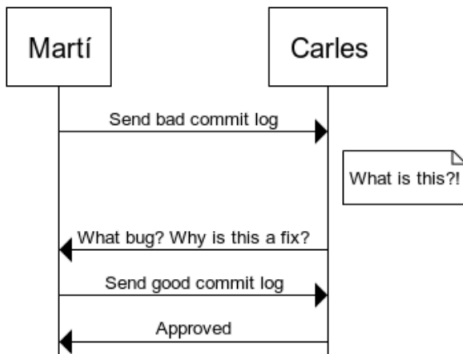 Martí
Carles
Send bad commit log
What is this?!
What bug? Why is this a fix?
Send good commit log
Approved